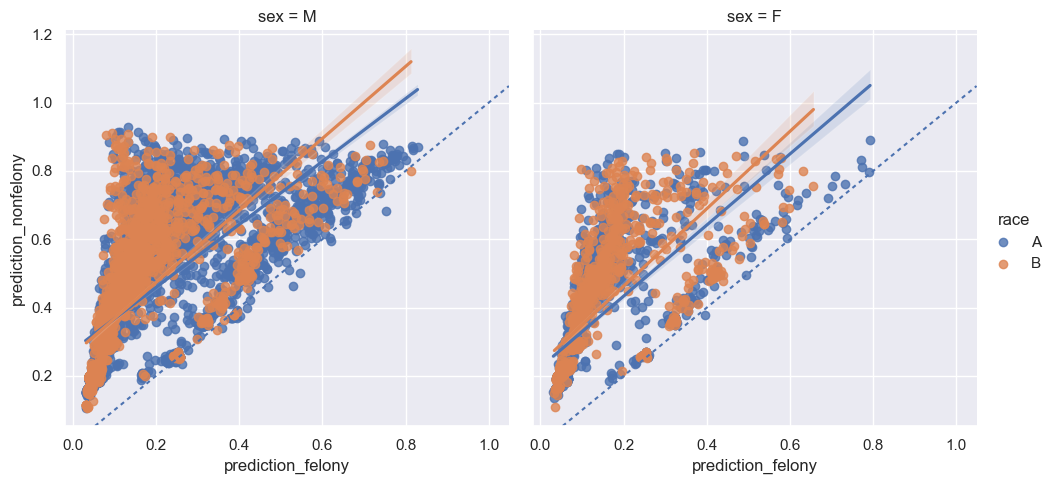 sex = M
sex = F
1.2
1.0
0.8
0.6
0.4
0.2
prediction_nonfelony
0.0 0.2 0.4 0.6 0.8 1.0
0.0 0.2 0.4 0.6 0.8 1.0
prediction_felony
prediction_felony
race
A
B